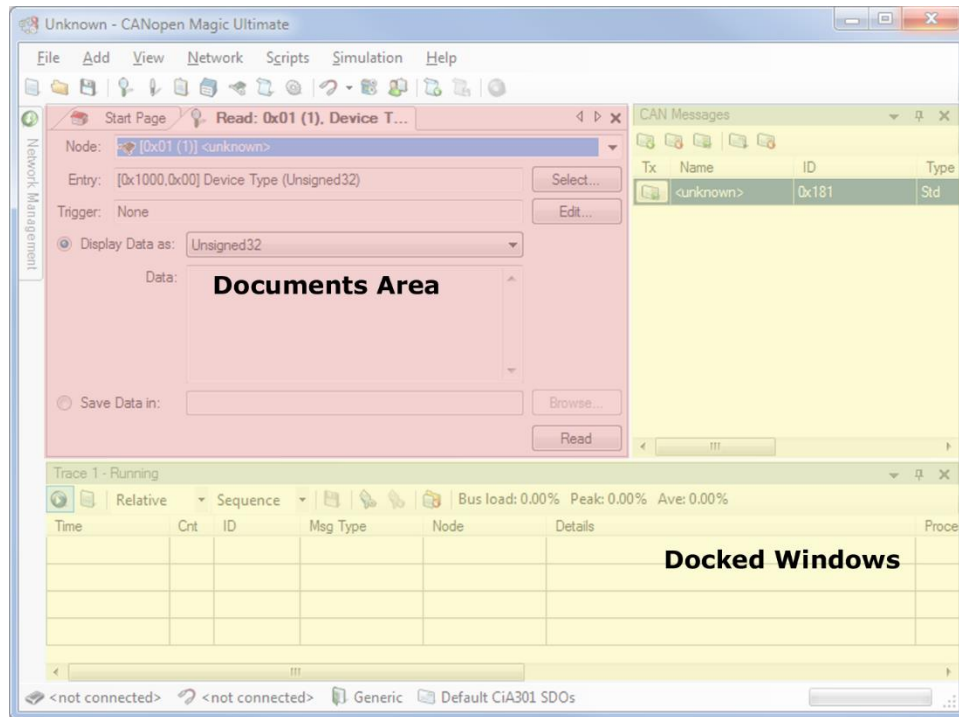 Unknown - CANopen Magic Ultimate
File Add View Network Scripts Simulation Help
Network Management
Start Page
Read: 0x01 (1), Device T...
Node: [0x01 (1)] <unknown>
Entry: [0x1000,0x00] Device Type (Unsigned32) Select...
Trigger: None Edit...
Display Data as: Unsigned32
Data:
Documents Area
Save Data in: Browse...
Read
CAN Messages
Tx Name ID Type
<unknown> 0x181 Std
Trace 1 - Running
Relative Sequence Bus load: 0.00% Peak: 0.00% Ave: 0.00%
Time Cnt ID Msg Type Node Details Proce
Docked Windows
<not connected> <not connected> Generic Default CiA301 SDOs